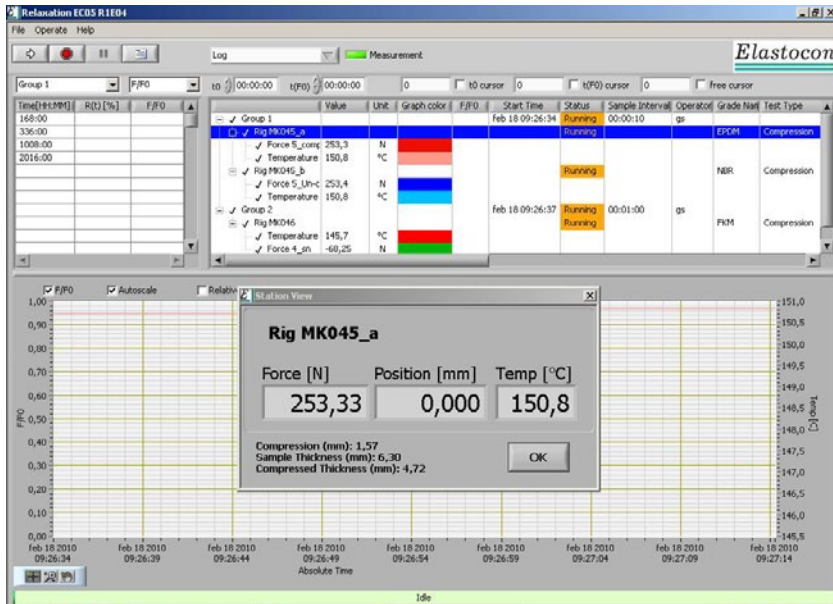 Relaxation EC05 R1E04
File Operate Help
Log Measurement Elastocon
Group 1 F/F0 t0 00:00:00 t(F0) 00:00:00 0 t0 cursor 0 t(F0) cursor 0 free cursor
Time[HH:MM] R(t) [%] F/F0
168:00
336:00
1008:00
2016:00
Value Unit Graph color F/F0 Start Time Status Sample Interval Operator Grade Nam Test Type
Group 1 feb 18 09:26:34 Running 00:00:10 gs
Rig MK045_a Running EPDM Compression
Force 5_comp 253,3 N
Temperature 150,8 °C
Rig MK045_b Running NBR Compression
Force 5_Un-c 253,4 N
Temperature 150,8 °C
Group 2 feb 18 09:26:37 Running 00:01:00 gs
Rig MK046 Running FKM Compression
Temperature 145,7 °C
Force 4_sn -60,25 N
F/F0 Autoscale Relative
Station View
Rig MK045_a
Force [N] Position [mm] Temp [°C]
253,33 0,000 150,8
Compression (mm): 1,57
Sample Thickness (mm): 6,30
Compressed Thickness (mm): 4,72
OK
F/F0
1,00
0,90
0,80
0,70
0,60
0,50
0,40
0,30
0,20
0,10
0,00
151,0
150,5
150,0
149,5
149,0
148,5
148,0
147,5
147,0
146,5
146,0
145,5
Temp [C]
feb 18 2010 feb 18 2010 feb 18 2010 feb 18 2010 feb 18 2010 feb 18 2010 feb 18 2010 feb 18 2010
09:26:34 09:26:39 09:26:44 09:26:49 09:26:54 09:26:59 09:27:04 09:27:09 09:27:14
Absolute Time
Idle